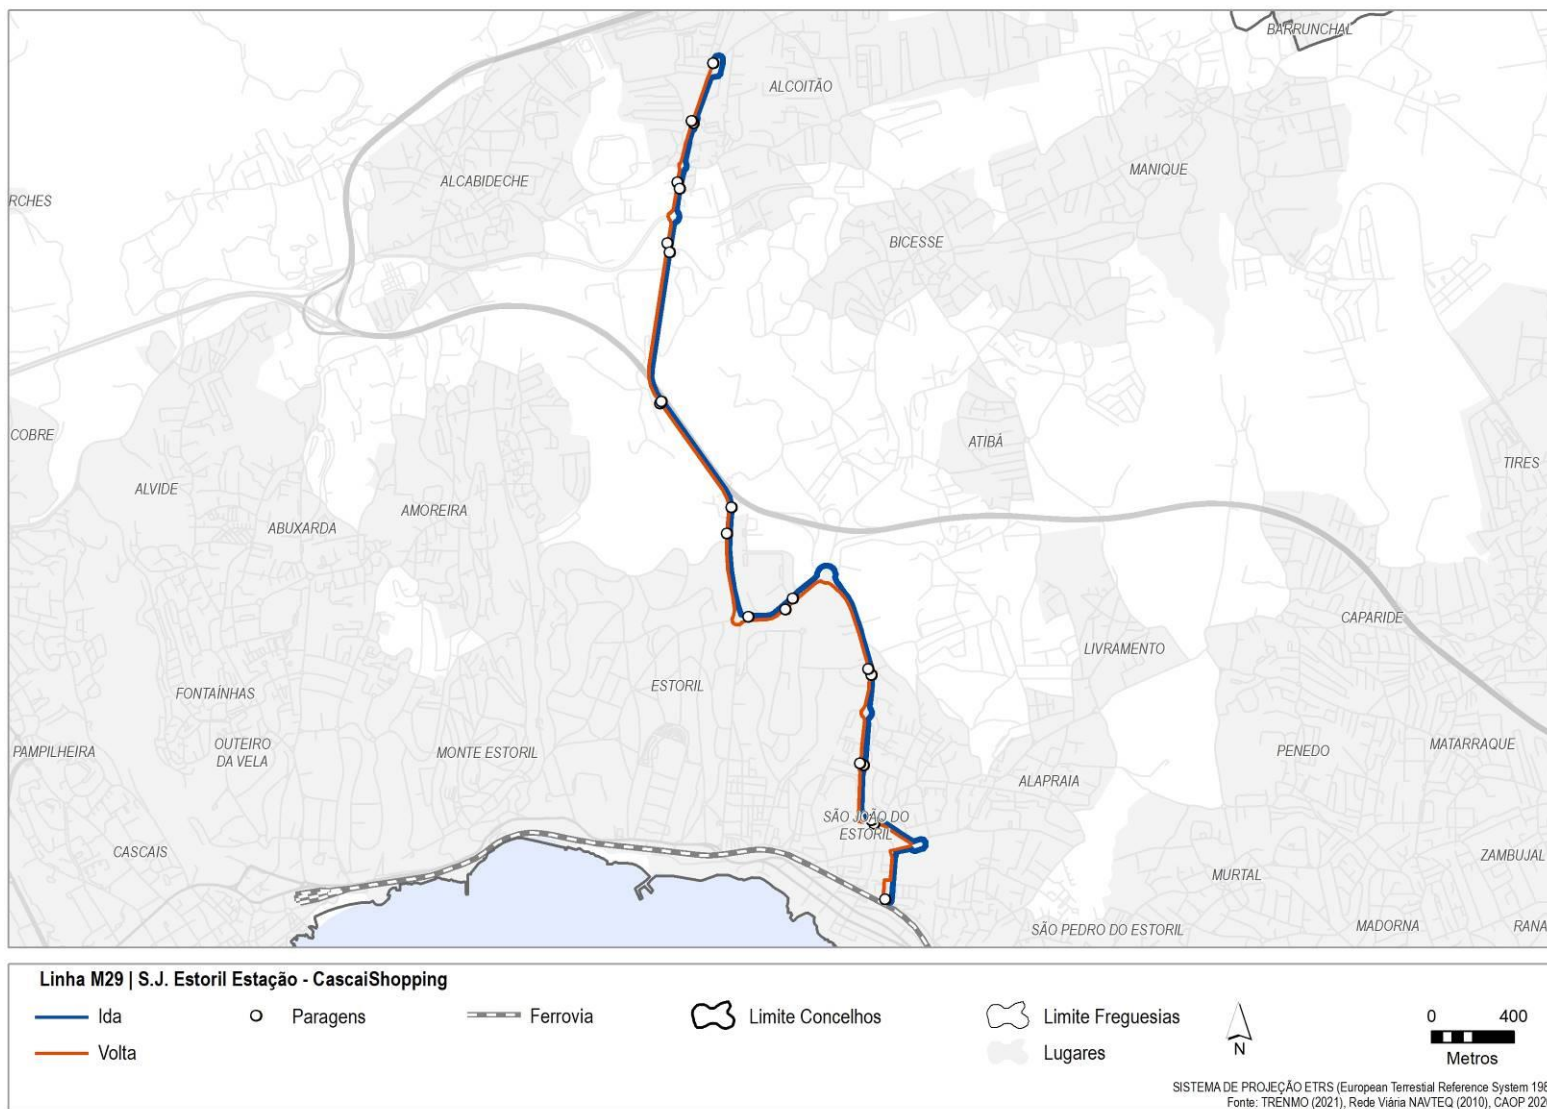 BARRUNCHAL
ALCOITÃO
MANIQUE
ALCABIDECHE
RCHES
BICESSE
COBRE
ATIBÁ
TIRES
ALVIDE
AMOREIRA
ABUXARDA
CAPARIDE
LIVRAMENTO
FONTAÍNHAS
ESTORIL
OUTEIRO
DA VELA
PAMPILHEIRA
MONTE ESTORIL
PENEDO
MATARRAQUE
ALAPRAIA
SÃO JOÃO DO
ESTORIL
CASCAIS
ZAMBUJAL
MURTAL
SÃO PEDRO DO ESTORIL
MADORNA
RANA
Linha M29 | S.J. Estoril Estação - CascaiShopping
Ida
Paragens
Ferrovia
Limite Concelhos
Limite Freguesias
0 400
Volta
Lugares
N
Metros
SISTEMA DE PROJEÇÃO ETRS (European Terrestial Reference System 198
Fonte: TRENMO (2021), Rede Viária NAVTEQ (2010), CAOP 202